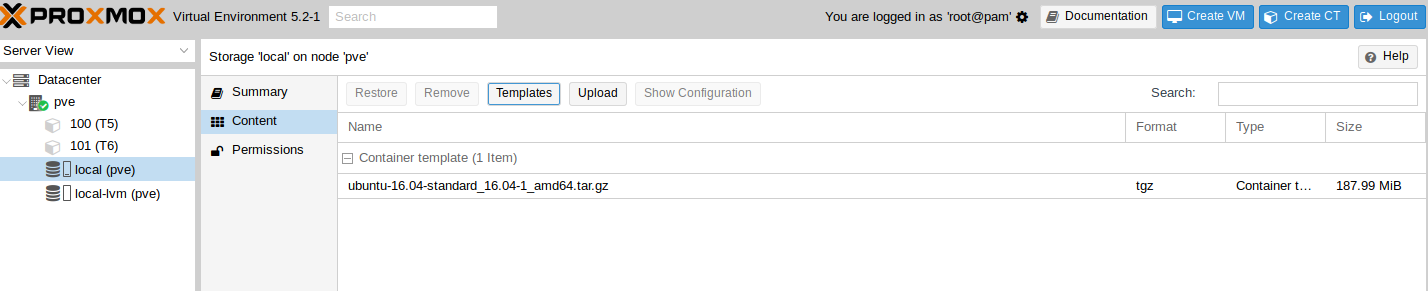 PROXMOX Virtual Environment 5.2-1 Search You are logged in as 'root@pam' Documentation Create VM Create CT Logout
Server View
Storage 'local' on node 'pve' Help
Datacenter
pve
100 (T5)
101 (T6)
local (pve)
local-lvm (pve)
Summary
Content
Permissions
Restore Remove Templates Upload Show Configuration Search:
Name Format Type Size
Container template (1 Item)
ubuntu-16.04-standard_16.04-1_amd64.tar.gz tgz Container t… 187.99 MiB